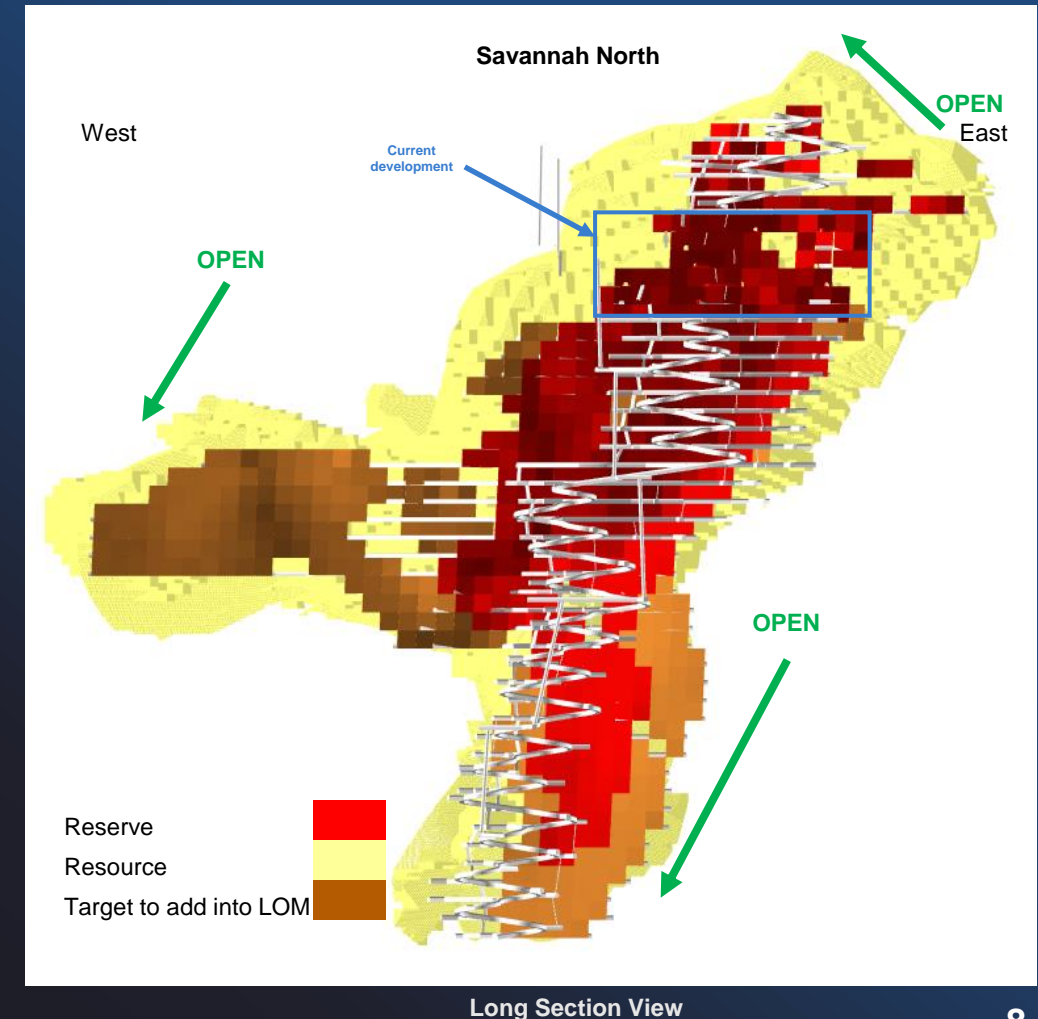 Savannah North
OPEN
West
East
Current
development
OPEN
OPEN
Reserve
Resource
Target to add into LOM
Long Section View
8